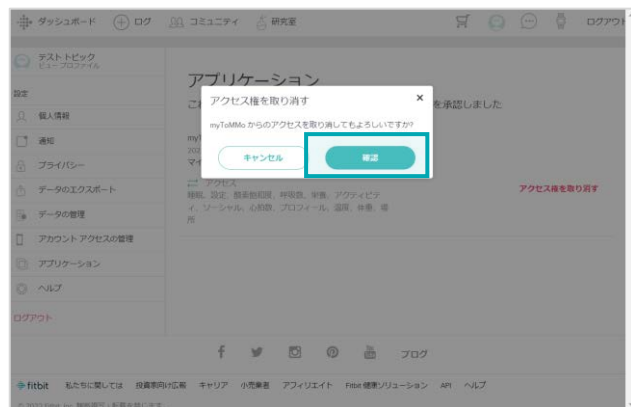 ダッシュボード ログ コミュニティ 研究室 ログアウト
テスト トピック
ビュー プロファイル
アプリケーション
設定
アクセス権を取り消す ×
を承認しました
個人情報
myToMMo からのアクセスを取り消してもよろしいですか?
通知
キャンセル 確認
プライバシー
アクセス
データのエクスポート
睡眠、設定、酸素飽和度、呼吸数、栄養、アクティビテ
ィ、ソーシャル、心拍数、プロフィール、温度、体重、場
所
アクセス権を取り消す
データの管理
アカウント アクセスの管理
アプリケーション
ヘルプ
ログアウト
ブログ
fitbit 私たちに関しては 投資家向け広報 キャリア 小売業者 アフィリエイト Fitbit 健康ソリューション API ヘルプ